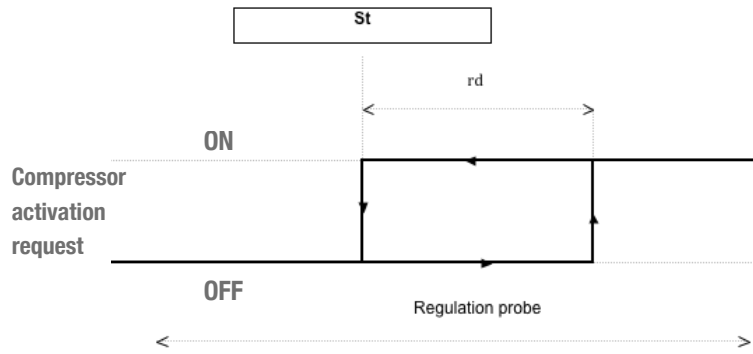 St
rd
ON
Compressor
activation
request
OFF
Regulation probe